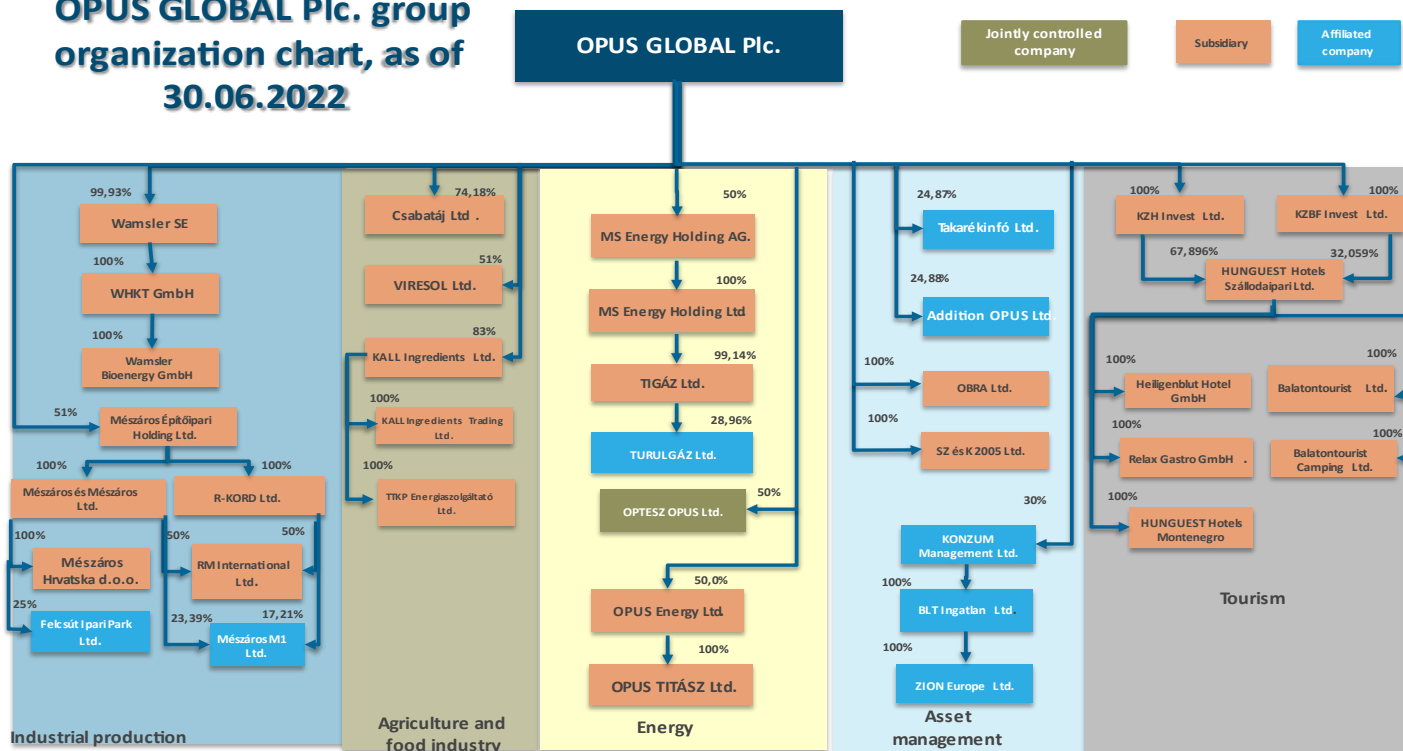 OPUS GLOBAL Plc. group
organization chart, as of
30.06.2022
OPUS GLOBAL Plc.
Jointly controlled
company
Subsidiary
Affiliated
company
99,93%
Wamsler SE
100%
WHKT GmbH
100%
Wamsler
Bioenergy GmbH
51%
Mészáros Építőipari
Holding Ltd.
100%
100%
Mészáros és Mészáros
Ltd.
R-KORD Ltd.
100%
50%
50%
Mészáros
Hrvatska d.o.o.
RM International
Ltd.
25%
23,39%
17,21%
Felcsút Ipari Park
Ltd.
Mészáros M1
Ltd.
Industrial production
74,18%
Csabatáj Ltd .
51%
VIRESOL Ltd.
83%
KALL Ingredients Ltd.
100%
KALL Ingredients Trading
Ltd.
100%
TTKP Energiaszolgáltató
Ltd.
Agriculture and
food industry
50%
MS Energy Holding AG.
100%
MS Energy Holding Ltd.
99,14%
TIGÁZ Ltd.
28,96%
TURULGÁZ Ltd.
50%
OPTESZ OPUS Ltd.
50,0%
OPUS Energy Ltd.
100%
OPUS TITÁSZ Ltd.
Energy
24,87%
Takarékinfó Ltd.
24,88%
Addition OPUS Ltd.
100%
OBRA Ltd.
100%
SZ és K 2005 Ltd.
30%
KONZUM
Management Ltd.
100%
BLT Ingatlan Ltd.
100%
ZION Europe Ltd.
Asset
management
100%
100%
KZH Invest Ltd.
KZBF Invest Ltd.
67,896%
32,059%
HUNGUEST Hotels
Szállodaipari Ltd.
100%
100%
Heiligenblut Hotel
GmbH
Balatontourist Ltd.
100%
100%
Relax Gastro GmbH .
Balatontourist
Camping Ltd.
100%
HUNGUEST Hotels
Montenegro
Tourism